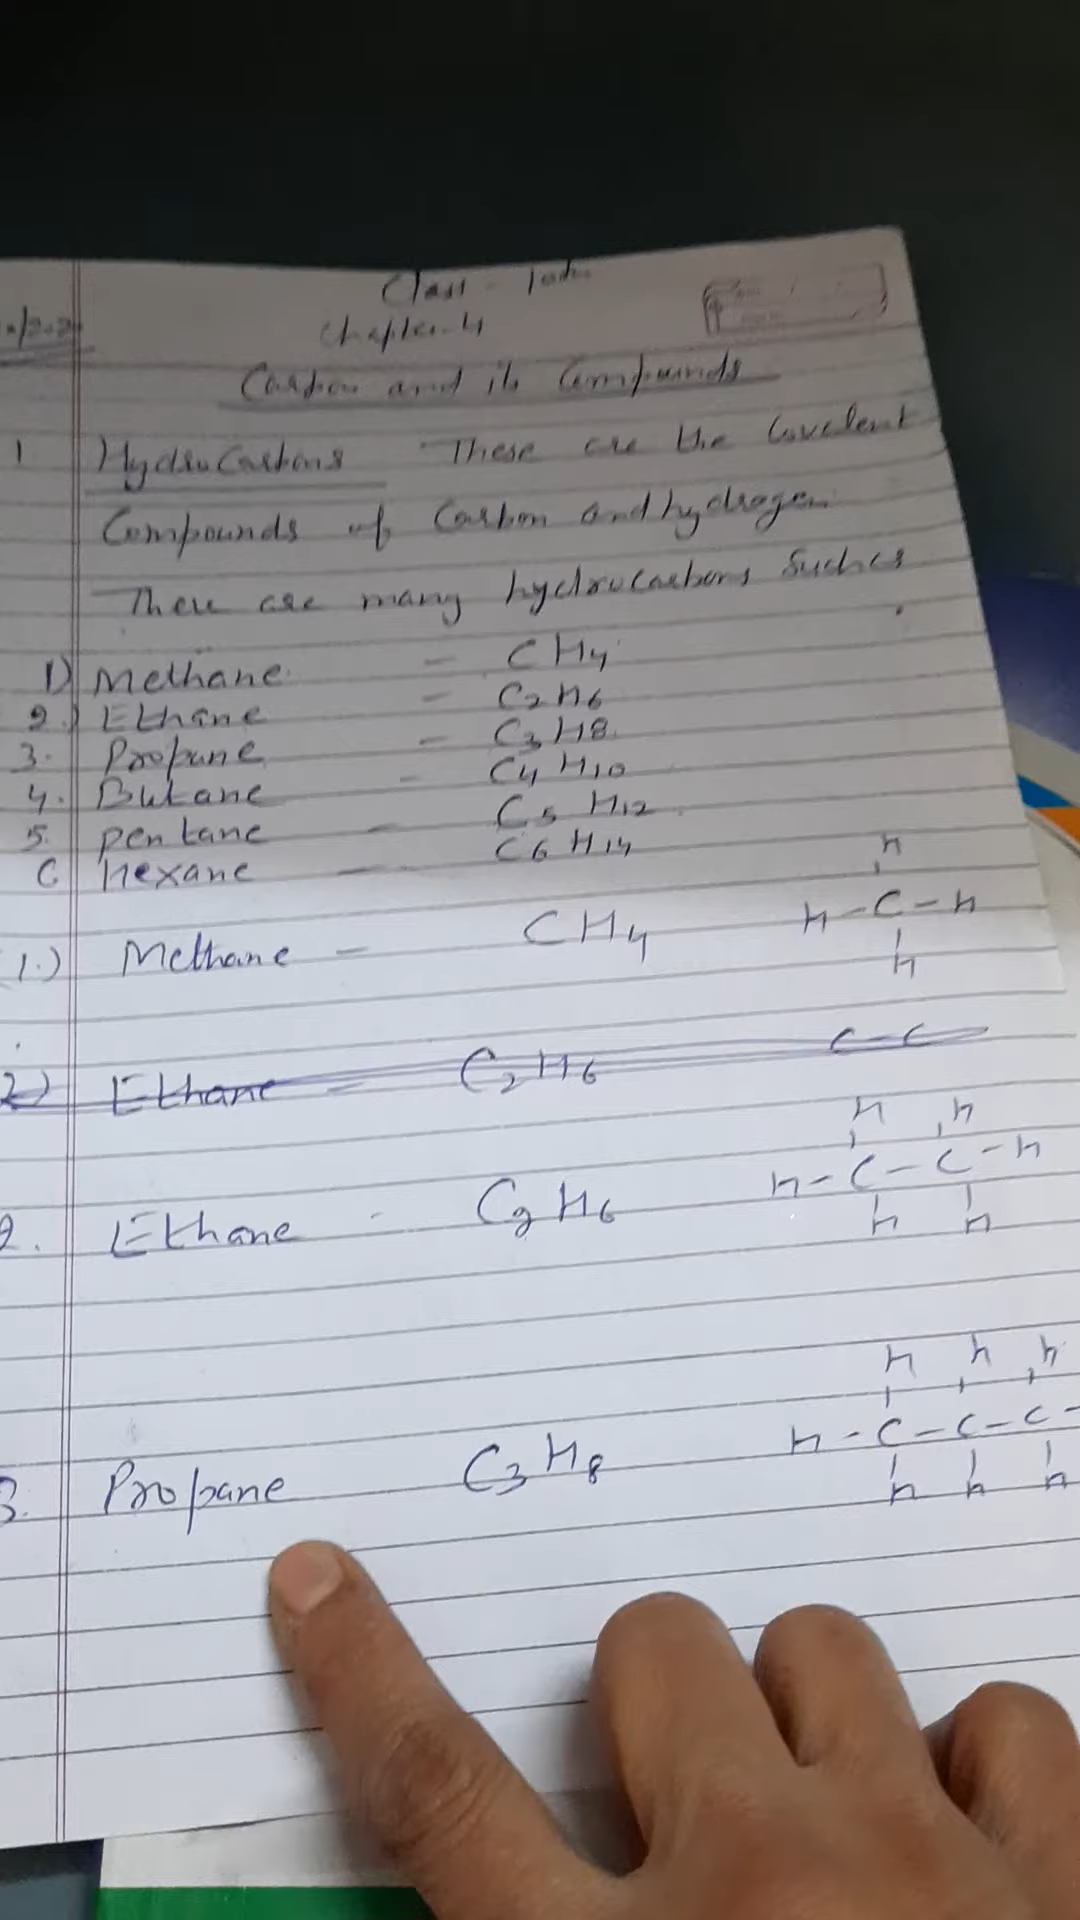 Class - 10th
Chapter-4
Carbon and its Compounds
1 Hydrocarbons These are the Covalent
Compounds of Carbon and hydrogen.
There are many hydrocarbons Such as
1) Methane - CH4
2.) Ethane - C2H6
3. Propane - C3H8.
4. Butane - C4H10
5. pentane - C5H12.
6 hexane - C6H14
h
(1.) Methane - CH4 h-C-h
h
2) Ethane - C2H6 C-C
h h
2. Ethane - C2H6 h-C-C-h
h h
h h h
3. Propane C3H8 h-C-C-C-
h h h